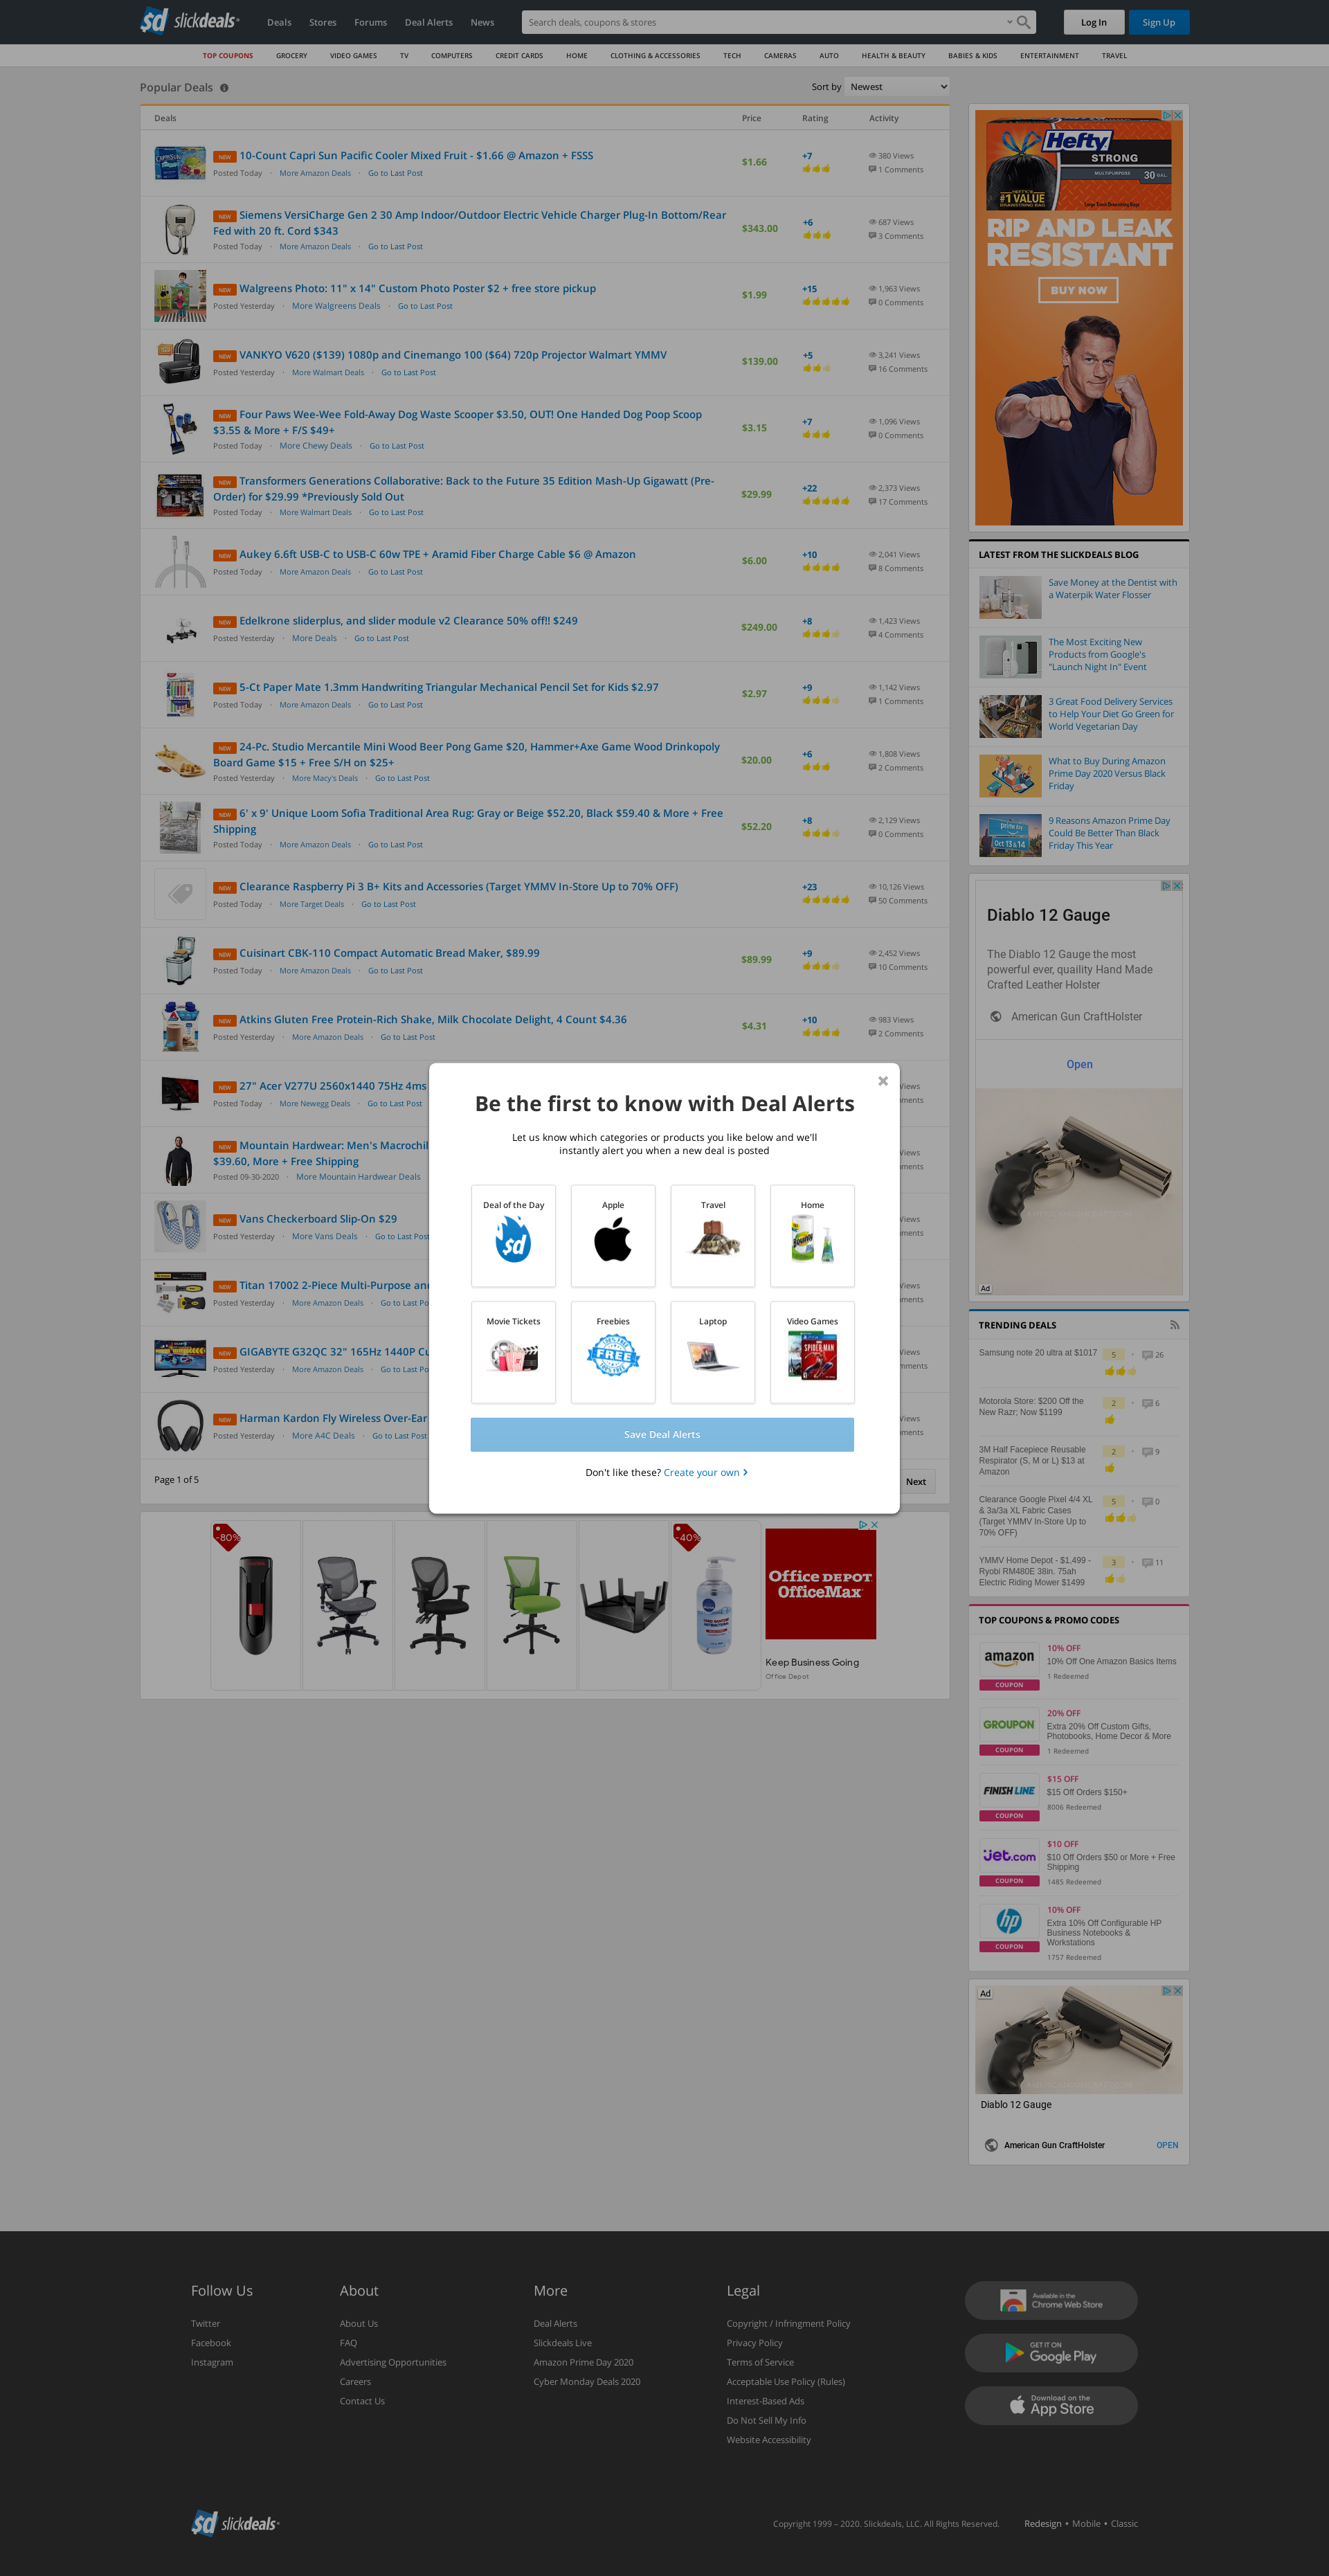 sd slickdeals
Deals
Stores
Forums
Deal Alerts
News
Search deals, coupons & stores
Log In
Sign Up
TOP COUPONS
GROCERY
VIDEO GAMES
TV
COMPUTERS
CREDIT CARDS
HOME
CLOTHING & ACCESSORIES
TECH
CAMERAS
AUTO
HEALTH & BEAUTY
BABIES & KIDS
ENTERTAINMENT
TRAVEL
Popular Deals
Sort by Newest
Deals Price Rating Activity
NEW 10-Count Capri Sun Pacific Cooler Mixed Fruit - $1.66 @ Amazon + FSSS
Posted Today · More Amazon Deals · Go to Last Post
$1.66
+7
380 Views
1 Comments
NEW Siemens VersiCharge Gen 2 30 Amp Indoor/Outdoor Electric Vehicle Charger Plug-In Bottom/Rear
Fed with 20 ft. Cord $343
Posted Today · More Amazon Deals · Go to Last Post
$343.00
+6
687 Views
3 Comments
NEW Walgreens Photo: 11" x 14" Custom Photo Poster $2 + free store pickup
Posted Yesterday · More Walgreens Deals · Go to Last Post
$1.99
+15
1,963 Views
0 Comments
NEW VANKYO V620 ($139) 1080p and Cinemango 100 ($64) 720p Projector Walmart YMMV
Posted Yesterday · More Walmart Deals · Go to Last Post
$139.00
+5
3,241 Views
16 Comments
NEW Four Paws Wee-Wee Fold-Away Dog Waste Scooper $3.50, OUT! One Handed Dog Poop Scoop
$3.55 & More + F/S $49+
Posted Today · More Chewy Deals · Go to Last Post
$3.15
+7
1,096 Views
0 Comments
NEW Transformers Generations Collaborative: Back to the Future 35 Edition Mash-Up Gigawatt (Pre-
Order) for $29.99 *Previously Sold Out
Posted Today · More Walmart Deals · Go to Last Post
$29.99
+22
2,373 Views
17 Comments
NEW Aukey 6.6ft USB-C to USB-C 60w TPE + Aramid Fiber Charge Cable $6 @ Amazon
Posted Today · More Amazon Deals · Go to Last Post
$6.00
+10
2,041 Views
8 Comments
NEW Edelkrone sliderplus, and slider module v2 Clearance 50% off!! $249
Posted Yesterday · More Deals · Go to Last Post
$249.00
+8
1,423 Views
4 Comments
NEW 5-Ct Paper Mate 1.3mm Handwriting Triangular Mechanical Pencil Set for Kids $2.97
Posted Today · More Amazon Deals · Go to Last Post
$2.97
+9
1,142 Views
1 Comments
NEW 24-Pc. Studio Mercantile Mini Wood Beer Pong Game $20, Hammer+Axe Game Wood Drinkopoly
Board Game $15 + Free S/H on $25+
Posted Yesterday · More Macy's Deals · Go to Last Post
$20.00
+6
1,808 Views
2 Comments
NEW 6' x 9' Unique Loom Sofia Traditional Area Rug: Gray or Beige $52.20, Black $59.40 & More + Free
Shipping
Posted Today · More Amazon Deals · Go to Last Post
$52.20
+8
2,129 Views
0 Comments
NEW Clearance Raspberry Pi 3 B+ Kits and Accessories (Target YMMV In-Store Up to 70% OFF)
Posted Today · More Target Deals · Go to Last Post
+23
10,126 Views
50 Comments
NEW Cuisinart CBK-110 Compact Automatic Bread Maker, $89.99
Posted Today · More Amazon Deals · Go to Last Post
$89.99
+9
2,452 Views
10 Comments
NEW Atkins Gluten Free Protein-Rich Shake, Milk Chocolate Delight, 4 Count $4.36
Posted Yesterday · More Amazon Deals · Go to Last Post
$4.31
+10
983 Views
2 Comments
NEW 27" Acer V277U 2560x1440 75Hz 4ms
Posted Today · More Newegg Deals · Go to Last Post
NEW Mountain Hardwear: Men's Macrochil
$39.60, More + Free Shipping
Posted 09-30-2020 · More Mountain Hardwear Deals
NEW Vans Checkerboard Slip-On $29
Posted Yesterday · More Vans Deals · Go to Last Post
NEW Titan 17002 2-Piece Multi-Purpose and
Posted Yesterday · More Amazon Deals · Go to Last Po
NEW GIGABYTE G32QC 32" 165Hz 1440P Cu
Posted Yesterday · More Amazon Deals · Go to Last Po
NEW Harman Kardon Fly Wireless Over-Ear
Posted Yesterday · More A4C Deals · Go to Last Post
Page 1 of 5
Next
Be the first to know with Deal Alerts
Let us know which categories or products you like below and we'll
instantly alert you when a new deal is posted
Deal of the Day
sd
Apple
Travel
Home
Bounty
Movie Tickets
Freebies
FREE
Laptop
Video Games
SPIDER-MAN
Save Deal Alerts
Don't like these? Create your own
-80%
-40%
Office DEPOT
OfficeMax
Keep Business Going
Office Depot
Hefty
STRONG
MULTIPURPOSE
30 GAL.
#1 VALUE
Large Trash Drawstring Bags
RIP AND LEAK
RESISTANT
BUY NOW
LATEST FROM THE SLICKDEALS BLOG
Save Money at the Dentist with
a Waterpik Water Flosser
The Most Exciting New
Products from Google's
"Launch Night In" Event
3 Great Food Delivery Services
to Help Your Diet Go Green for
World Vegetarian Day
What to Buy During Amazon
Prime Day 2020 Versus Black
Friday
prime day
Oct 13 & 14
9 Reasons Amazon Prime Day
Could Be Better Than Black
Friday This Year
Diablo 12 Gauge
The Diablo 12 Gauge the most
powerful ever, quaility Hand Made
Crafted Leather Holster
American Gun CraftHolster
Open
Ad
TRENDING DEALS
Samsung note 20 ultra at $1017
5 · 26
Motorola Store: $200 Off the
New Razr; Now $1199
2 · 6
3M Half Facepiece Reusable
Respirator (S, M or L) $13 at
Amazon
2 · 9
Clearance Google Pixel 4/4 XL
& 3a/3a XL Fabric Cases
(Target YMMV In-Store Up to
70% OFF)
5 · 0
YMMV Home Depot - $1,499 -
Ryobi RM480E 38in. 75ah
Electric Riding Mower $1499
3 · 11
TOP COUPONS & PROMO CODES
amazon
COUPON
10% OFF
10% Off One Amazon Basics Items
1 Redeemed
GROUPON
COUPON
20% OFF
Extra 20% Off Custom Gifts,
Photobooks, Home Decor & More
1 Redeemed
FINISH LINE
COUPON
$15 OFF
$15 Off Orders $150+
8006 Redeemed
jet.com
COUPON
$10 OFF
$10 Off Orders $50 or More + Free
Shipping
1485 Redeemed
hp
COUPON
10% OFF
Extra 10% Off Configurable HP
Business Notebooks &
Workstations
1757 Redeemed
Ad
Diablo 12 Gauge
American Gun CraftHolster
OPEN
Follow Us
Twitter
Facebook
Instagram
About
About Us
FAQ
Advertising Opportunities
Careers
Contact Us
More
Deal Alerts
Slickdeals Live
Amazon Prime Day 2020
Cyber Monday Deals 2020
Legal
Copyright / Infringment Policy
Privacy Policy
Terms of Service
Acceptable Use Policy (Rules)
Interest-Based Ads
Do Not Sell My Info
Website Accessibility
Available in the
Chrome Web Store
GET IT ON
Google Play
Download on the
App Store
sd slickdeals
Copyright 1999 – 2020. Slickdeals, LLC. All Rights Reserved.
Redesign • Mobile • Classic